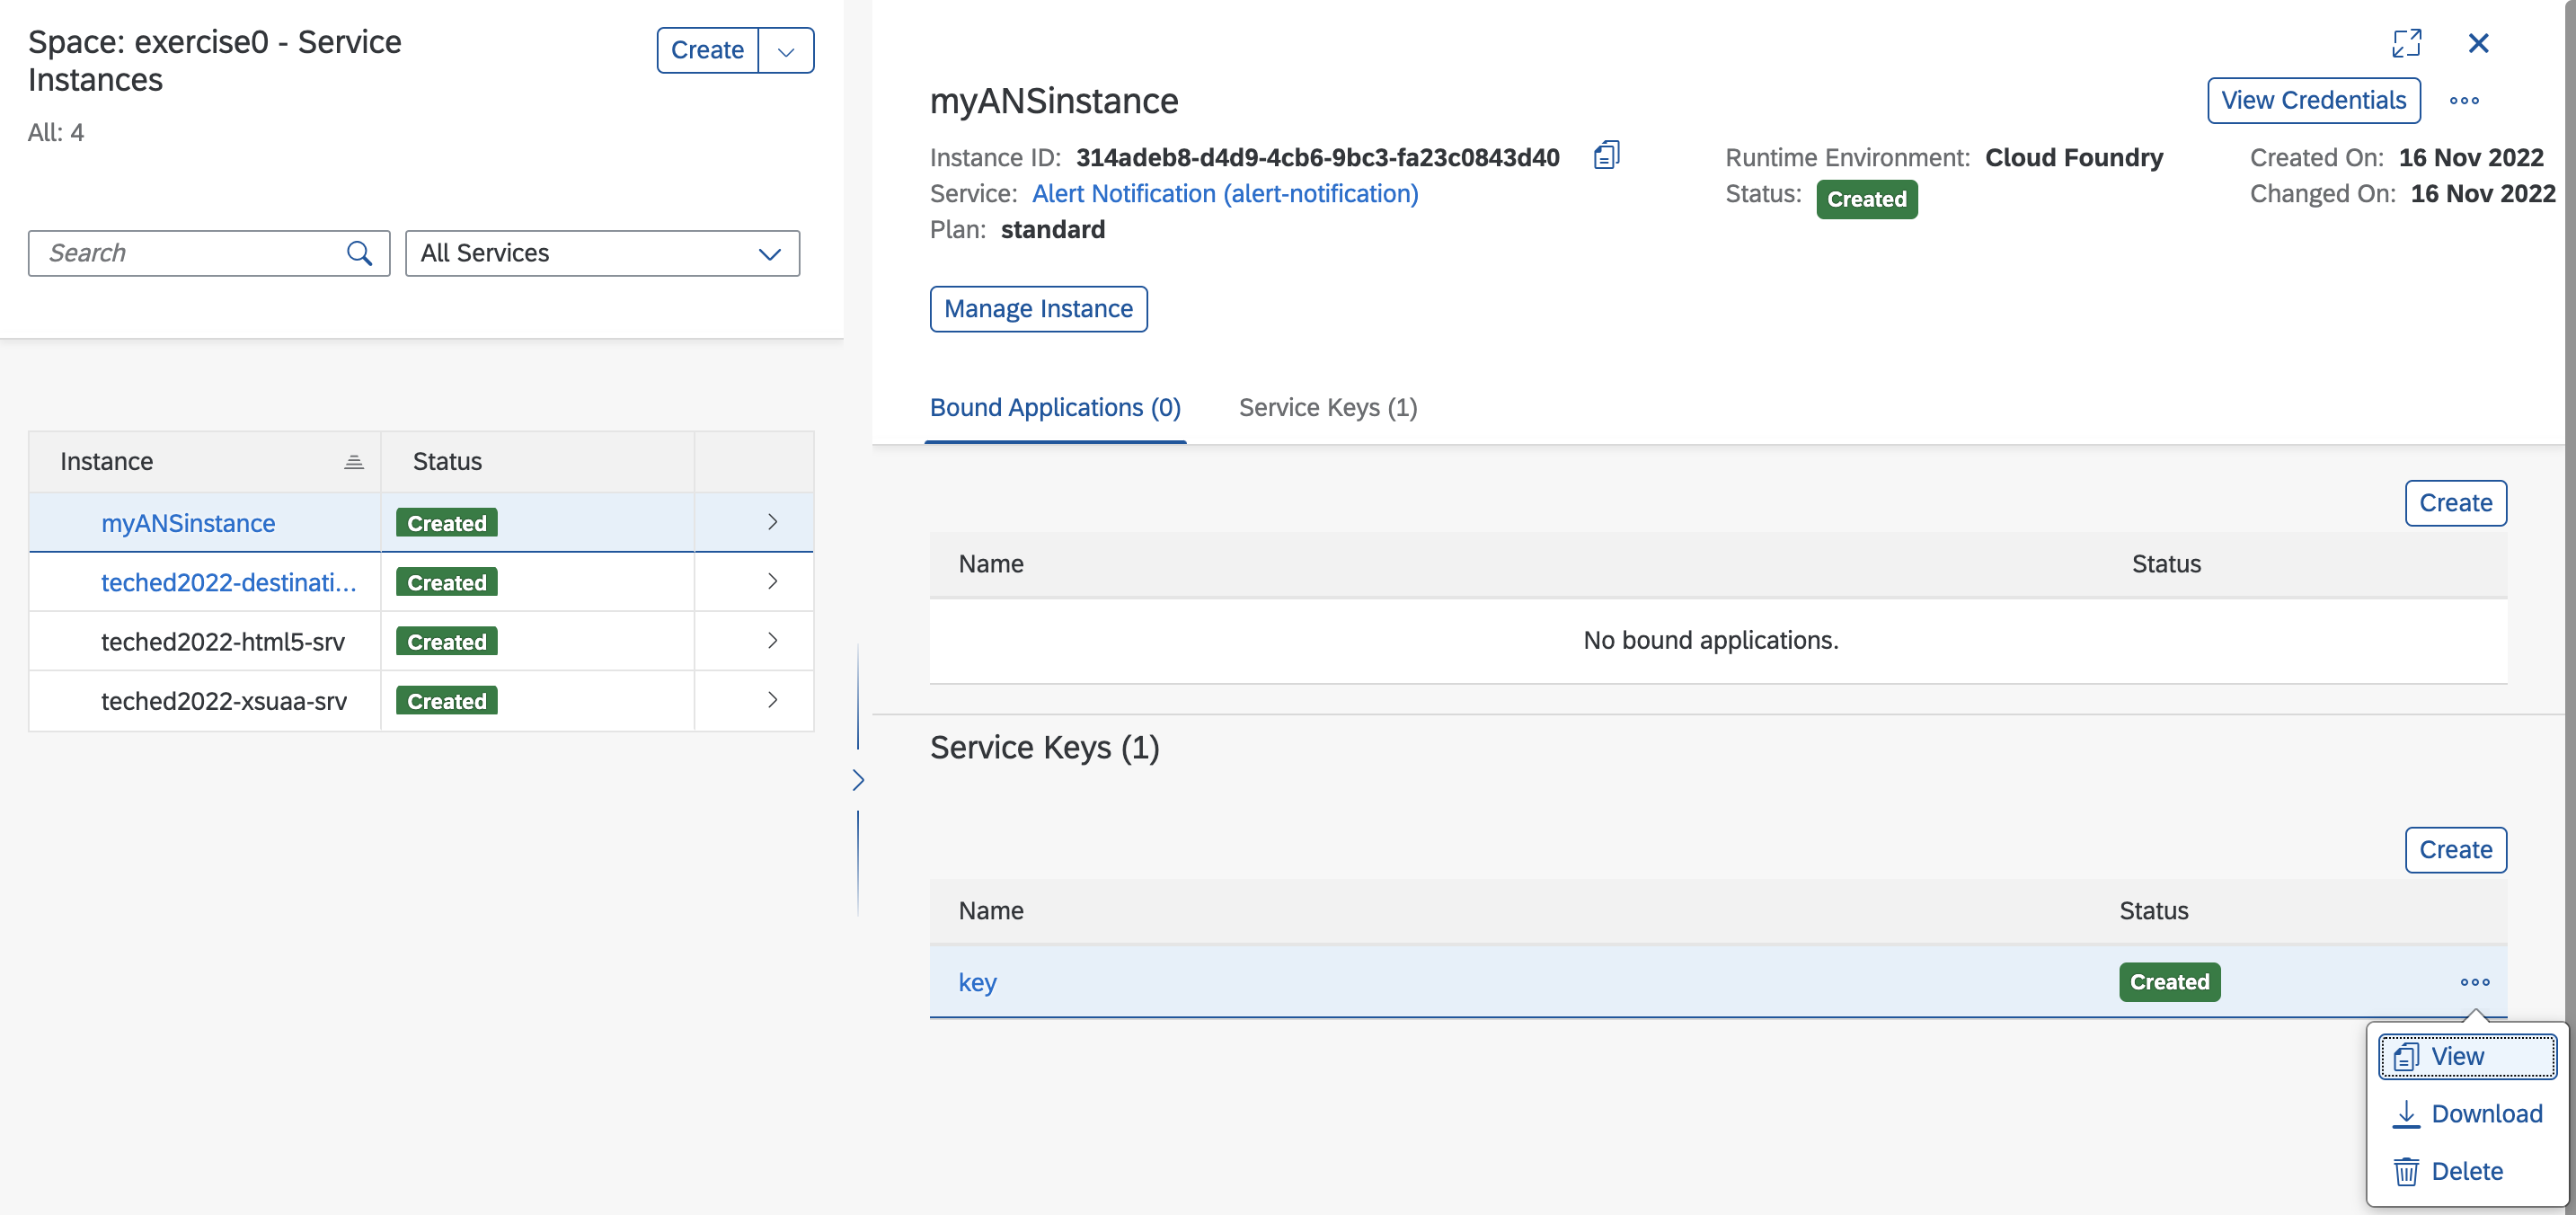 Space: exercise0 - Service
Instances
Create
All: 4
Search
All Services
Instance
Status
myANSinstance
Created
teched2022-destinati...
Created
teched2022-html5-srv
Created
teched2022-xsuaa-srv
Created
myANSinstance
View Credentials
Instance ID: 314adeb8-d4d9-4cb6-9bc3-fa23c0843d40
Service: Alert Notification (alert-notification)
Plan: standard
Runtime Environment: Cloud Foundry
Status: Created
Created On: 16 Nov 2022
Changed On: 16 Nov 2022
Manage Instance
Bound Applications (0)
Service Keys (1)
Create
Name
Status
No bound applications.
Service Keys (1)
Create
Name
Status
key
Created
View
Download
Delete